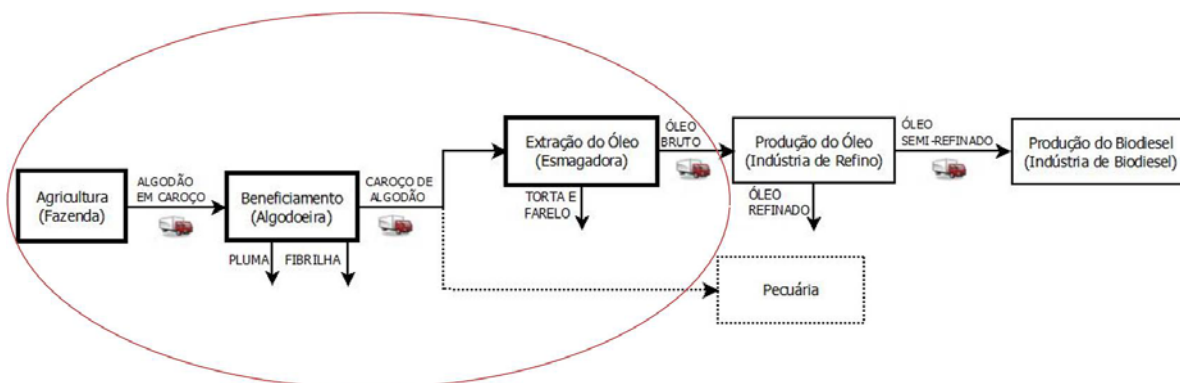 Agricultura
(Fazenda)
ALGODÃO
EM CAROÇO
Beneficiamento
(Algodoeira)
PLUMA
FIBRILHA
CAROÇO DE
ALGODÃO
Extração do Óleo
(Esmagadora)
TORTA E
FARELO
ÓLEO
BRUTO
Produção do Óleo
(Indústria de Refino)
ÓLEO
REFINADO
ÓLEO
SEMI-REFINADO
Produção do Biodiesel
(Indústria de Biodiesel)
Pecuária